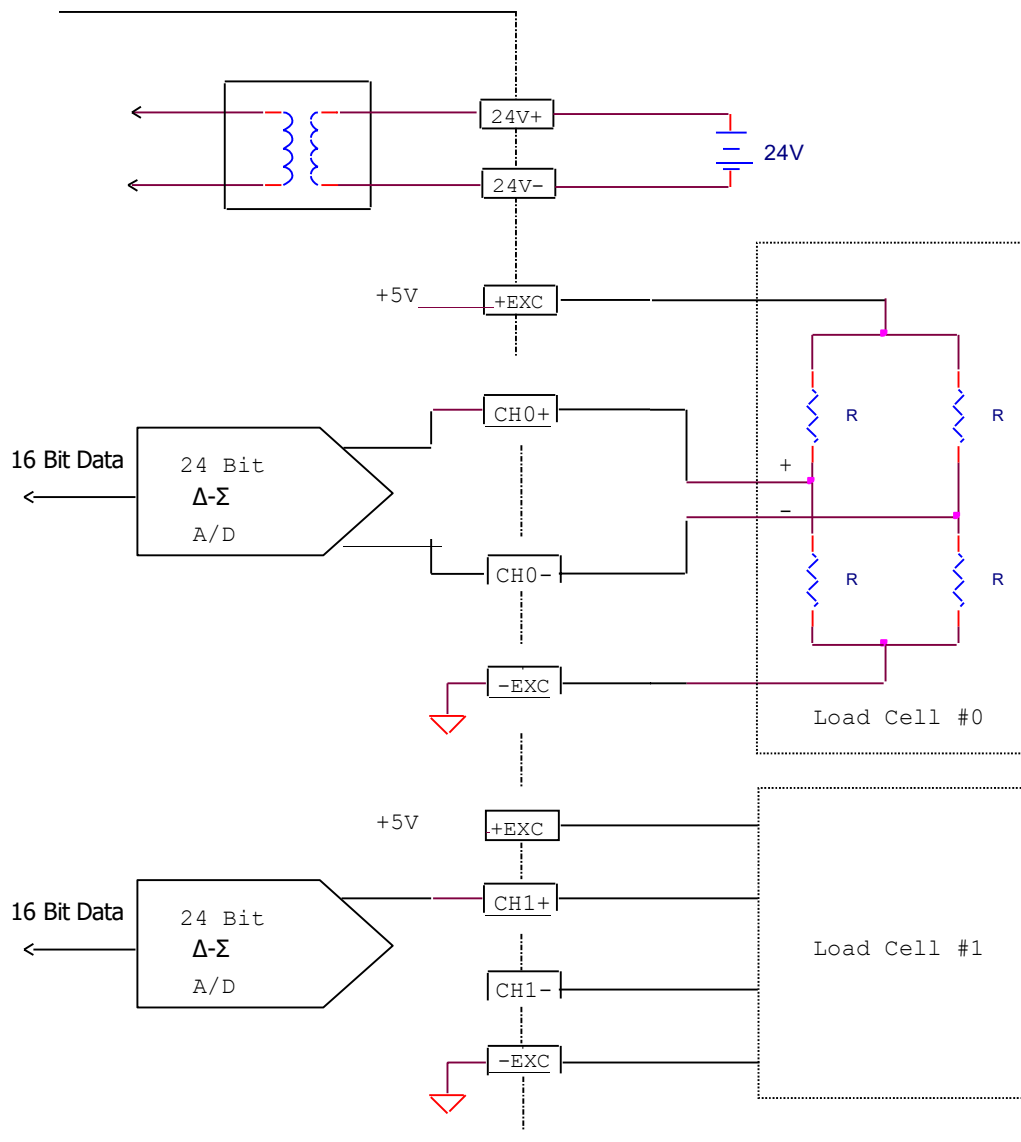 24V+
24V
24V-
+5V +EXC
CH0+
R R
+
16 Bit Data
24 Bit
Δ-Σ
A/D
-
CH0-
R R
-EXC
Load Cell #0
+5V +EXC
CH1+
16 Bit Data
24 Bit
Δ-Σ
A/D
Load Cell #1
CH1-
-EXC